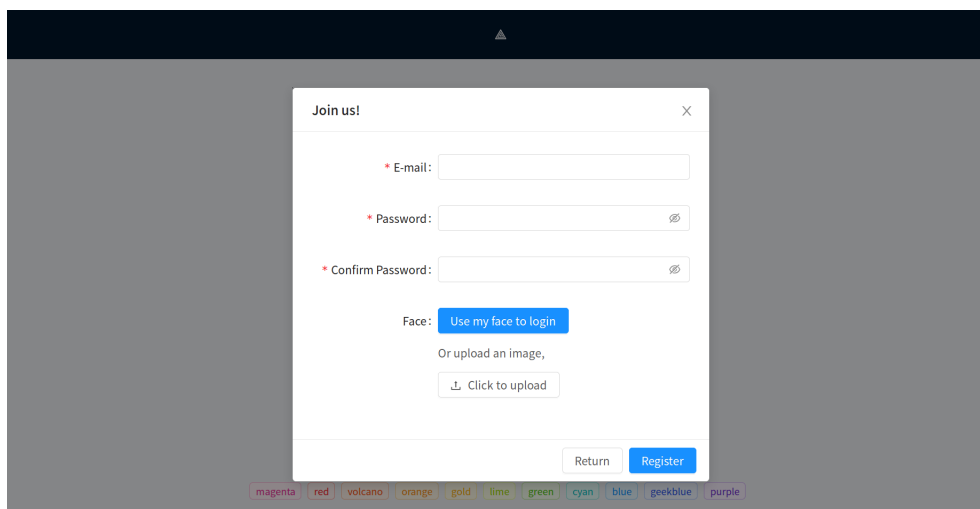 Join us!
* E-mail:
* Password:
* Confirm Password:
Face: Use my face to login
Or upload an image,
Click to upload
Return Register
magenta red volcano orange gold lime green cyan blue geekblue purple